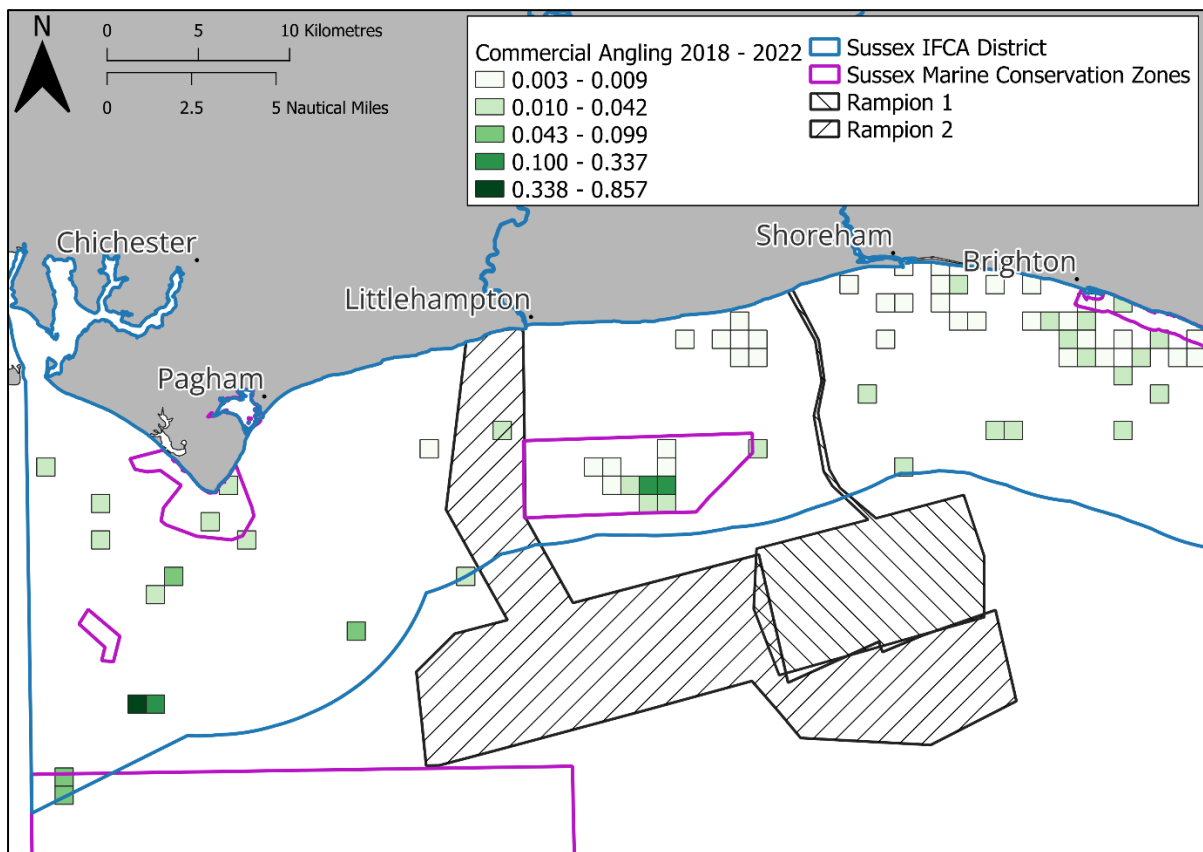 N
0 5 10 Kilometres
0 2.5 5 Nautical Miles
Commercial Angling 2018 - 2022
0.003 - 0.009
0.010 - 0.042
0.043 - 0.099
0.100 - 0.337
0.338 - 0.857
Sussex IFCA District
Sussex Marine Conservation Zones
Rampion 1
Rampion 2
Chichester
Shoreham
Brighton
Littlehampton
Pagham